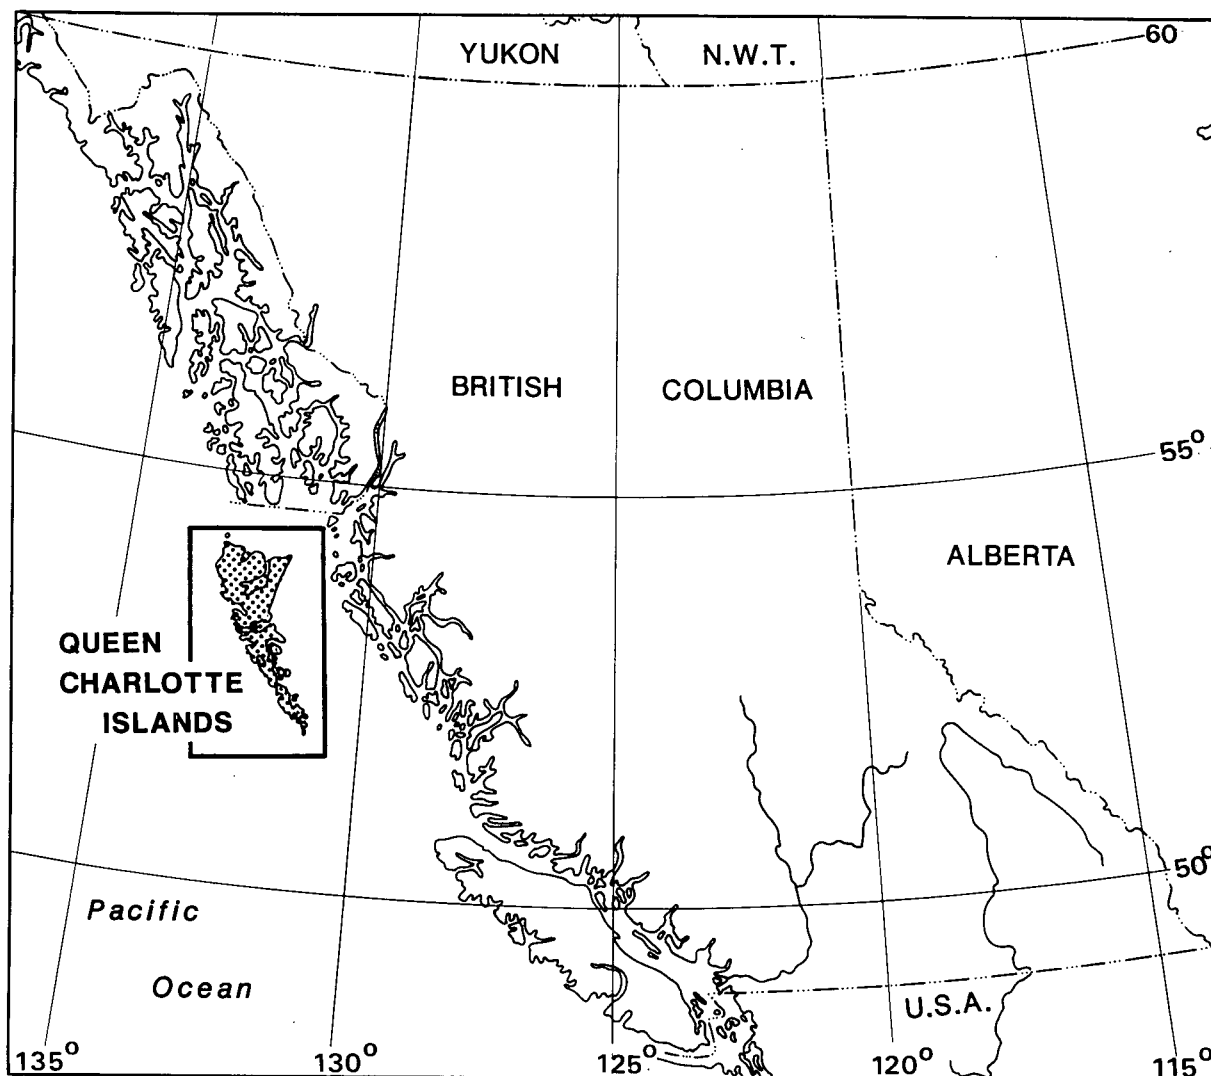 YUKON
N.W.T.
60
BRITISH
COLUMBIA
55°
ALBERTA
QUEEN
CHARLOTTE
ISLANDS
50°
Pacific
Ocean
U.S.A.
135°
130°
125°
120°
115°